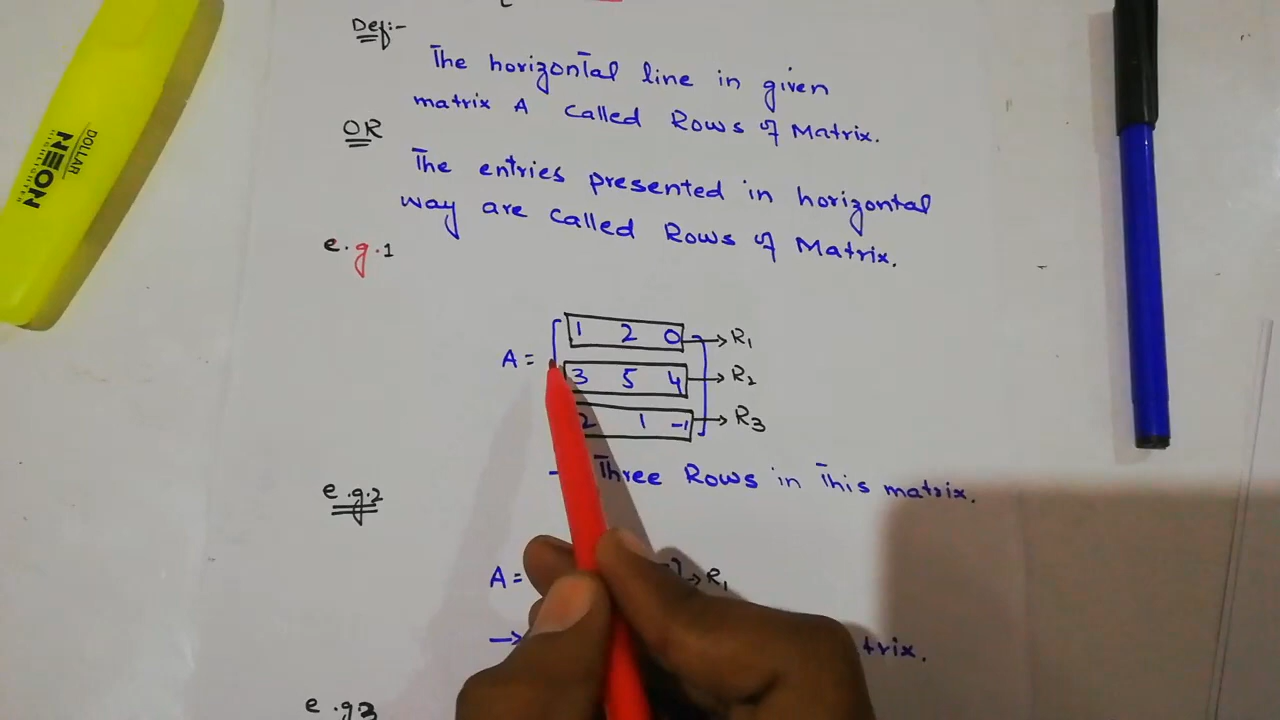 Def:-
The horizontal line in given
matrix A called Rows of Matrix.
OR
The entries presented in horizontal
way are called Rows of Matrix.
e.g.1
A = [1 2 0 → R1
3 5 4 → R2
2 1 -1] → R3
Three Rows in This matrix.
e.g.2
A = ] → R1
→ trix.
e.g3
DOLLAR
NEON
HIGHLIGHTER